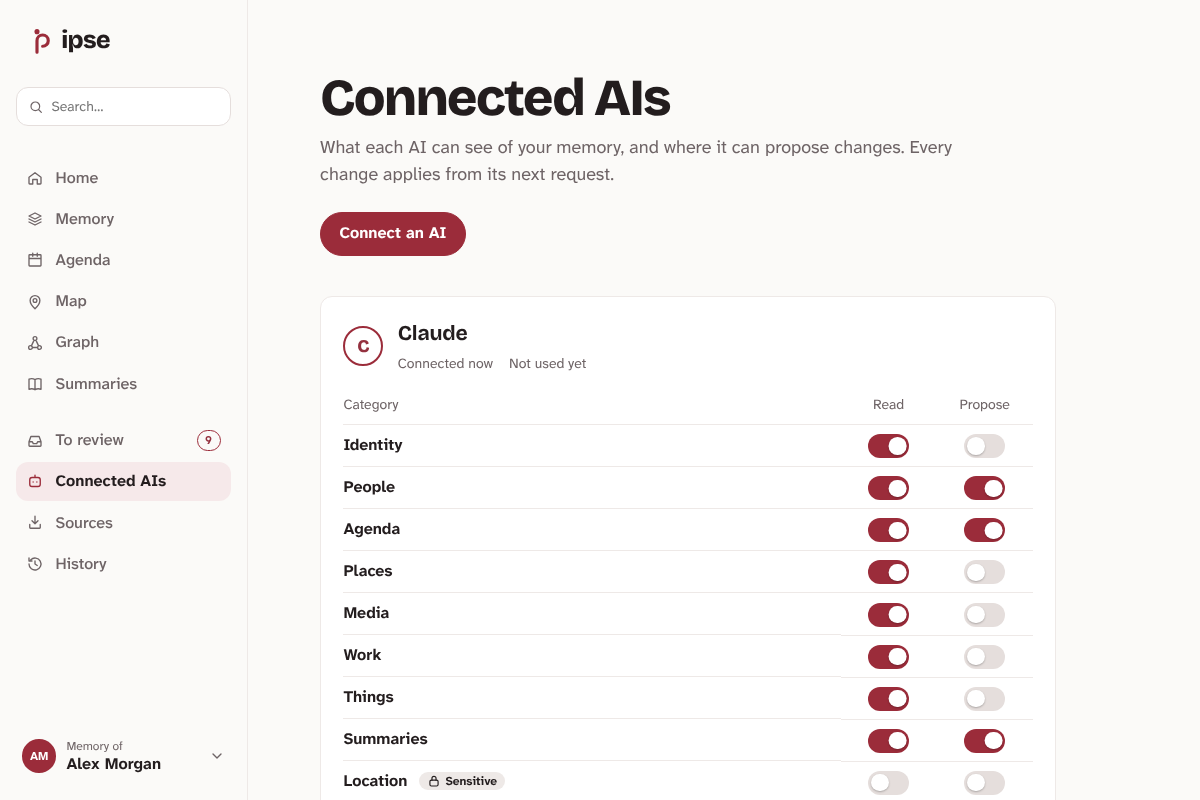 ipse
Search...
Home
Memory
Agenda
Map
Graph
Summaries
To review 9
Connected AIs
Sources
History
AM
Memory of
Alex Morgan
Connected AIs
What each AI can see of your memory, and where it can propose changes. Every
change applies from its next request.
Connect an AI
C
Claude
Connected now Not used yet
Category Read Propose
Identity
People
Agenda
Places
Media
Work
Things
Summaries
Location Sensitive